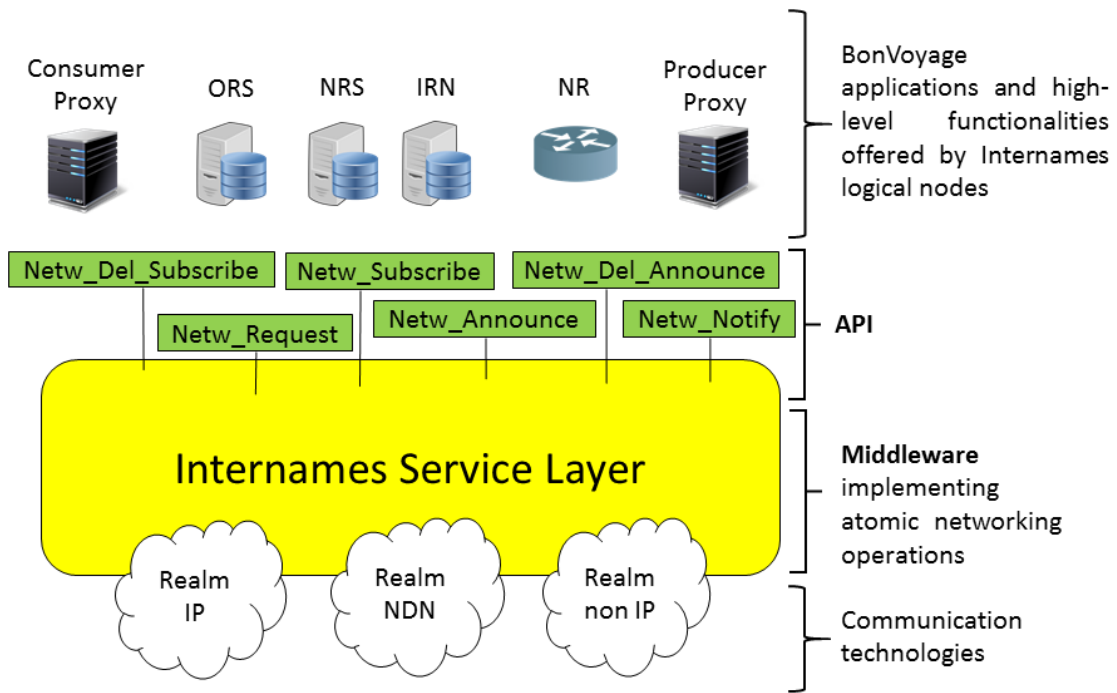 Consumer
Proxy
ORS
NRS
IRN
NR
Producer
Proxy
BonVoyage
applications and high-
level functionalities
offered by Internames
logical nodes
Netw_Del_Subscribe
Netw_Subscribe
Netw_Del_Announce
Netw_Request
Netw_Announce
Netw_Notify
API
Internames Service Layer
Middleware
implementing
atomic networking
operations
Realm
IP
Realm
NDN
Realm
non IP
Communication
technologies